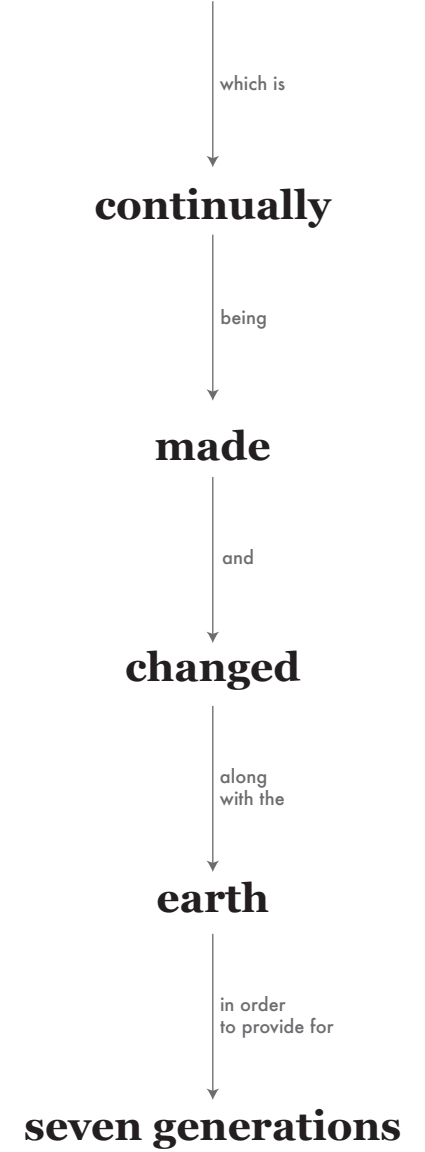 which is
continually
being
made
and
changed
along
with the
earth
in order
to provide for
seven generations